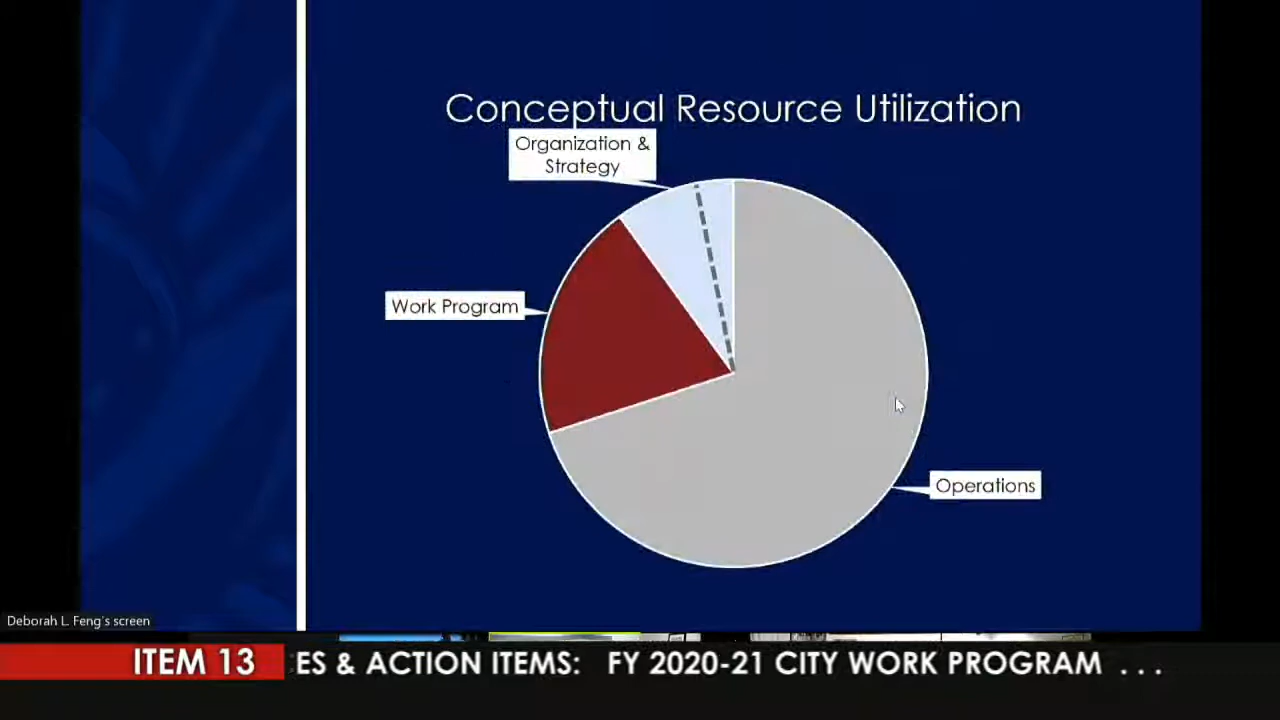 Conceptual Resource Utilization
Organization &
Strategy
Work Program
Operations
Deborah L. Feng's screen
ITEM 13
ES & ACTION ITEMS: FY 2020-21 CITY WORK PROGRAM . . .